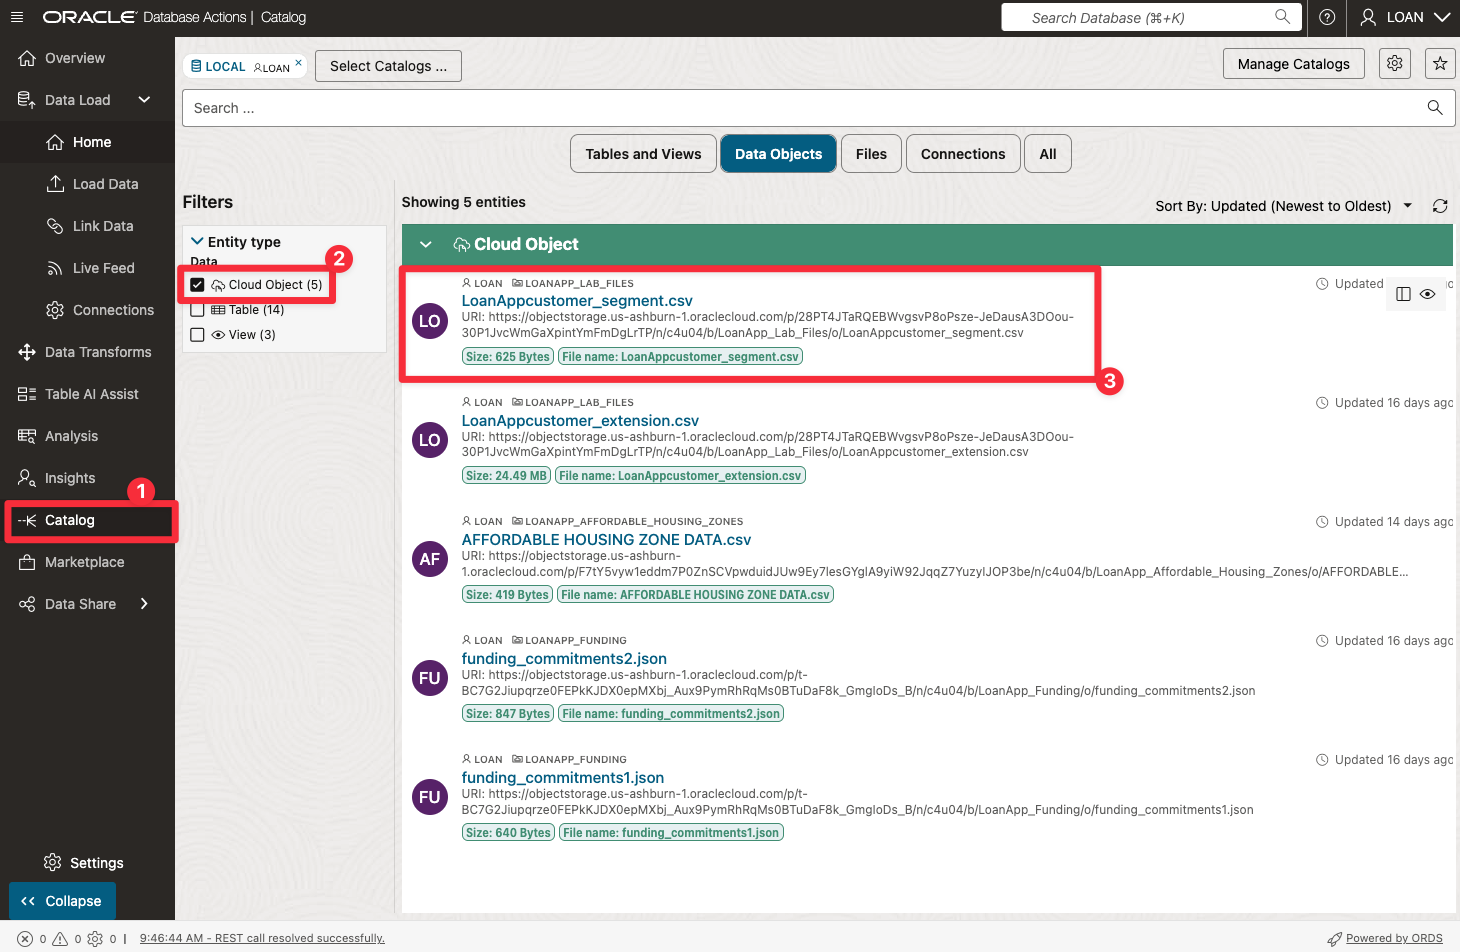 ORACLE Database Actions | Catalog
Search Database (⌘+K)
LOAN
Overview
Data Load
Home
Load Data
Link Data
Live Feed
Connections
Data Transforms
Table AI Assist
Analysis
Insights
1
Catalog
Marketplace
Data Share
Settings
Collapse
LOCAL LOAN ×
Select Catalogs ...
Manage Catalogs
Search ...
Tables and Views
Data Objects
Files
Connections
All
Filters
Entity type
Data
2
Cloud Object (5)
Table (14)
View (3)
Showing 5 entities
Sort By: Updated (Newest to Oldest)
Cloud Object
LOAN LOANAPP_LAB_FILES
Updated
LoanAppcustomer_segment.csv
LO
URI: https://objectstorage.us-ashburn-1.oraclecloud.com/p/28PT4JTaRQEBWvgsvP8oPsze-JeDausA3DOou-
30P1JvcWmGaXpintYmFmDgLrTP/n/c4u04/b/LoanApp_Lab_Files/o/LoanAppcustomer_segment.csv
Size: 625 Bytes
File name: LoanAppcustomer_segment.csv
3
LOAN LOANAPP_LAB_FILES
Updated 16 days ago
LoanAppcustomer_extension.csv
LO
URI: https://objectstorage.us-ashburn-1.oraclecloud.com/p/28PT4JTaRQEBWvgsvP8oPsze-JeDausA3DOou-
30P1JvcWmGaXpintYmFmDgLrTP/n/c4u04/b/LoanApp_Lab_Files/o/LoanAppcustomer_extension.csv
Size: 24.49 MB
File name: LoanAppcustomer_extension.csv
LOAN LOANAPP_AFFORDABLE_HOUSING_ZONES
Updated 14 days ago
AFFORDABLE HOUSING ZONE DATA.csv
AF
URI: https://objectstorage.us-ashburn-
1.oraclecloud.com/p/F7tY5vyw1eddm7P0ZnSCVpwduidJUw9Ey7lesGYglA9yiW92JqqZ7YuzyIJOP3be/n/c4u04/b/LoanApp_Affordable_Housing_Zones/o/AFFORDABLE...
Size: 419 Bytes
File name: AFFORDABLE HOUSING ZONE DATA.csv
LOAN LOANAPP_FUNDING
Updated 16 days ago
funding_commitments2.json
FU
URI: https://objectstorage.us-ashburn-1.oraclecloud.com/p/t-
BC7G2Jiupqrze0FEPkKJDX0epMXbj_Aux9PymRhRqMs0BTuDaF8k_GmgloDs_B/n/c4u04/b/LoanApp_Funding/o/funding_commitments2.json
Size: 847 Bytes
File name: funding_commitments2.json
LOAN LOANAPP_FUNDING
Updated 16 days ago
funding_commitments1.json
FU
URI: https://objectstorage.us-ashburn-1.oraclecloud.com/p/t-
BC7G2Jiupqrze0FEPkKJDX0epMXbj_Aux9PymRhRqMs0BTuDaF8k_GmgloDs_B/n/c4u04/b/LoanApp_Funding/o/funding_commitments1.json
Size: 640 Bytes
File name: funding_commitments1.json
0 0 0 | 9:46:44 AM - REST call resolved successfully.
Powered by ORDS